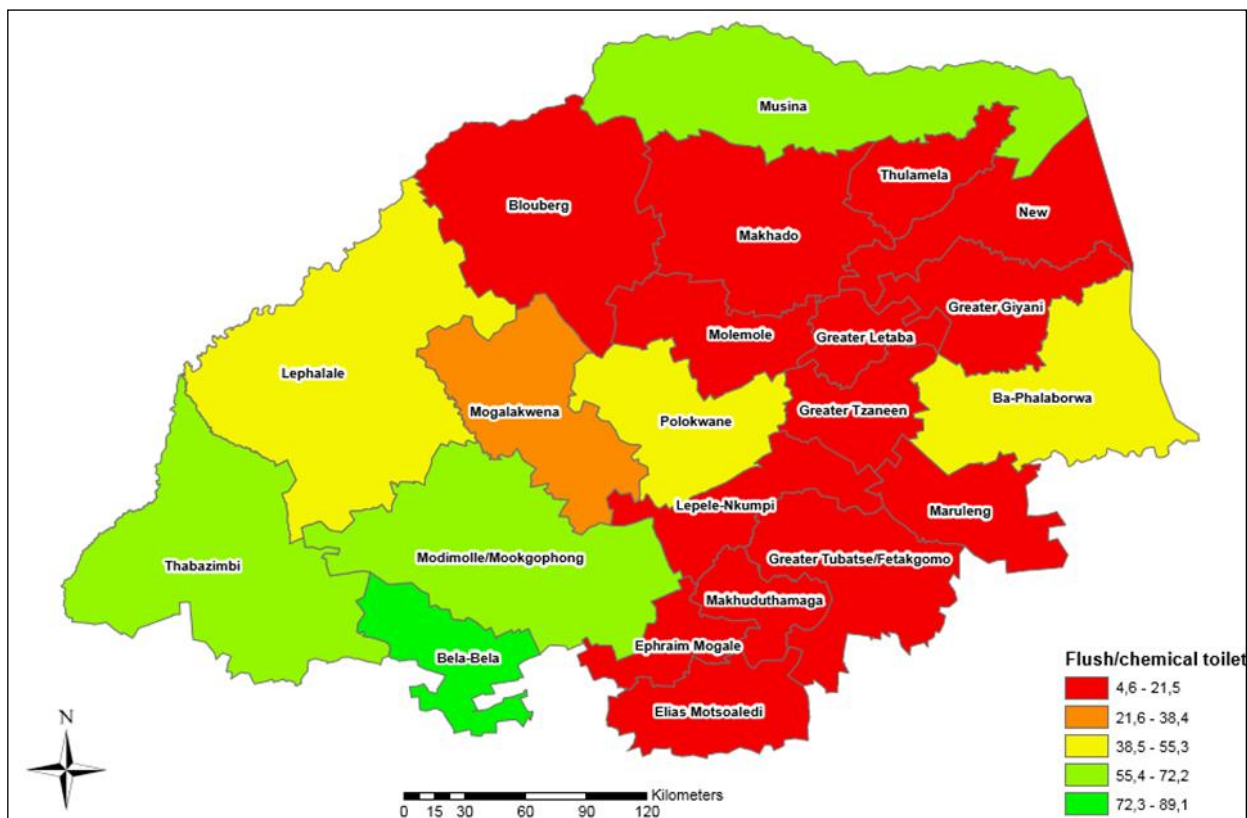 Musina
Thulamela
Blouberg
New
Makhado
Greater Giyani
Molemole
Greater Letaba
Lephalale
Ba-Phalaborwa
Mogalakwena
Polokwane
Greater Tzaneen
Lepele-Nkumpi
Maruleng
Modimolle/Mookgophong
Greater Tubatse/Fetakgomo
Thabazimbi
Makhuduthamaga
Ephraim Mogale
Bela-Bela
Elias Motsoaledi
Flush/chemical toilet
4,6 - 21,5
21,6 - 38,4
38,5 - 55,3
55,4 - 72,2
72,3 - 89,1
N
Kilometers
0 15 30 60 90 120